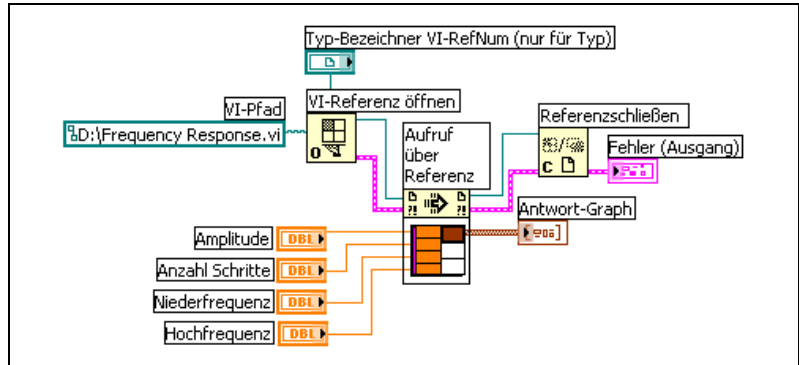 Typ-Bezeichner VI-RefNum (nur für Typ)
VI-Pfad
D:\Frequency Response.vi
VI-Referenz öffnen
O
Aufruf
über
Referenz
?!
?!
Referenzschließen
C
Fehler (Ausgang)
Antwort-Graph
Amplitude
DBL
Anzahl Schritte
DBL
Niederfrequenz
DBL
Hochfrequenz
DBL